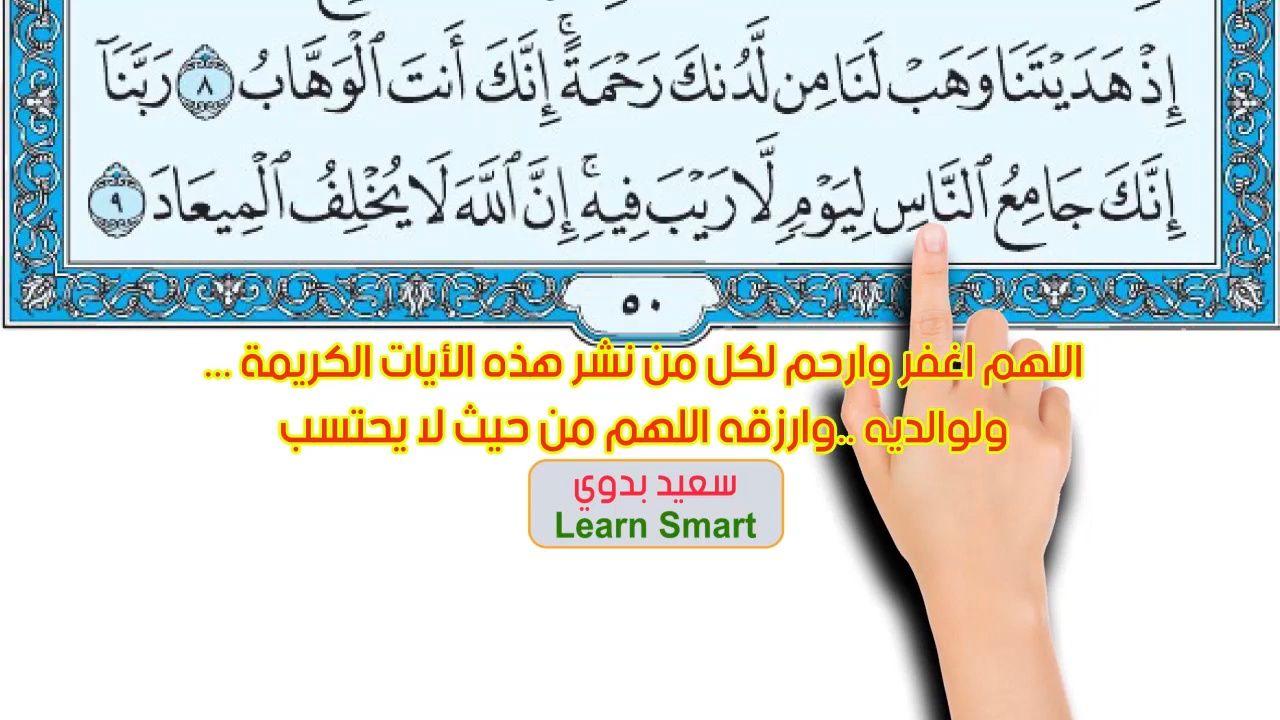 إِذْ هَدَيْتَنَا وَهَبْ لَنَا مِن لَّدُنكَ رَحْمَةً ۚ إِنَّكَ أَنتَ ٱلْوَهَّابُ ٨ رَبَّنَآ
إِنَّكَ جَامِعُ ٱلنَّاسِ لِيَوْمٍ لَّا رَيْبَ فِيهِ ۚ إِنَّ ٱللَّهَ لَا يُخْلِفُ ٱلْمِيعَادَ ٩
٥٠
اللهم اغفر وارحم لكل من نشر هذه الأيات الكريمة ...
ولوالديه ..وارزقه اللهم من حيث لا يحتسب
سعيد بدوي
Learn Smart